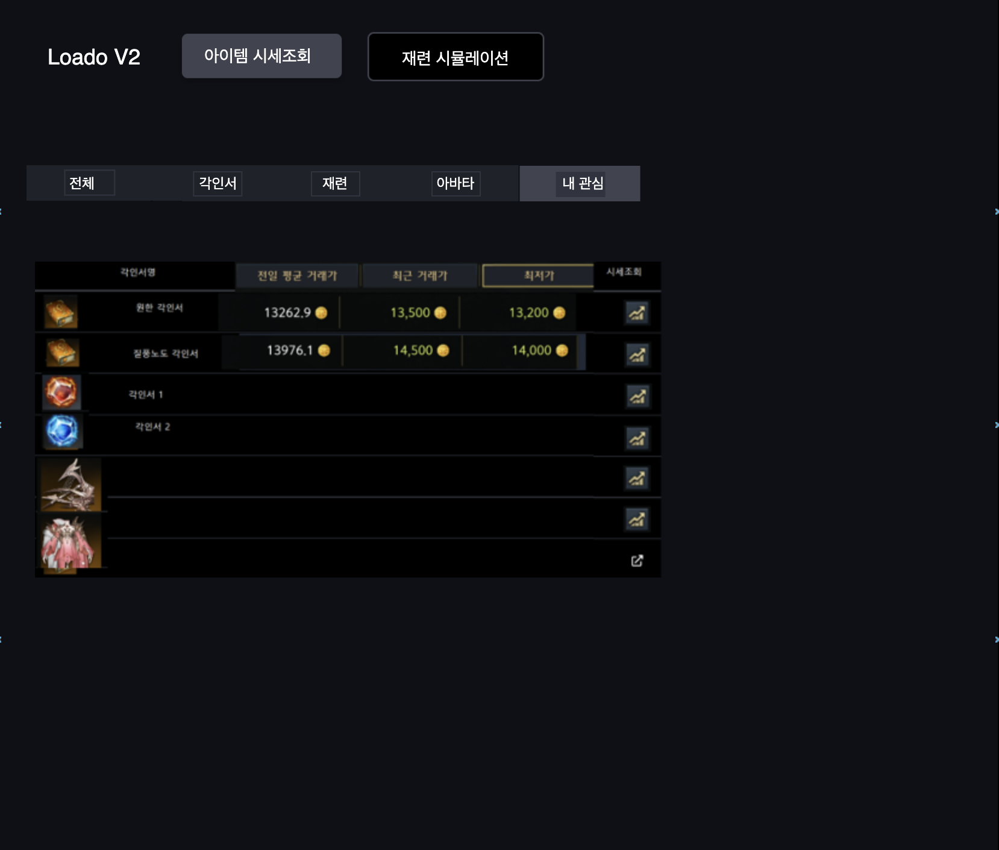 Loado V2 아이템 시세조회 재련 시뮬레이션
전체 각인서 재련 아바타 내 관심
각인서명 전일 평균 거래가 최근 거래가 최저가 시세조회
원한 각인서 13262.9 13,500 13,200
질풍노도 각인서 13976.1 14,500 14,000
각인서 1
각인서 2